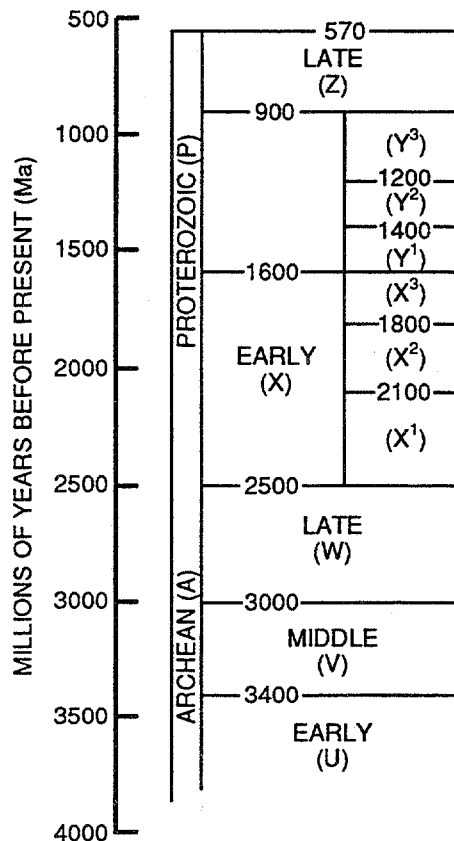 MILLIONS OF YEARS BEFORE PRESENT (Ma)
500
1000
1500
2000
2500
3000
3500
4000
PROTEROZOIC (P)
ARCHEAN (A)
570
LATE
(Z)
900
(Y³)
1200
(Y²)
1400
(Y¹)
1600
(X³)
1800
EARLY
(X)
(X²)
2100
(X¹)
2500
LATE
(W)
3000
MIDDLE
(V)
3400
EARLY
(U)